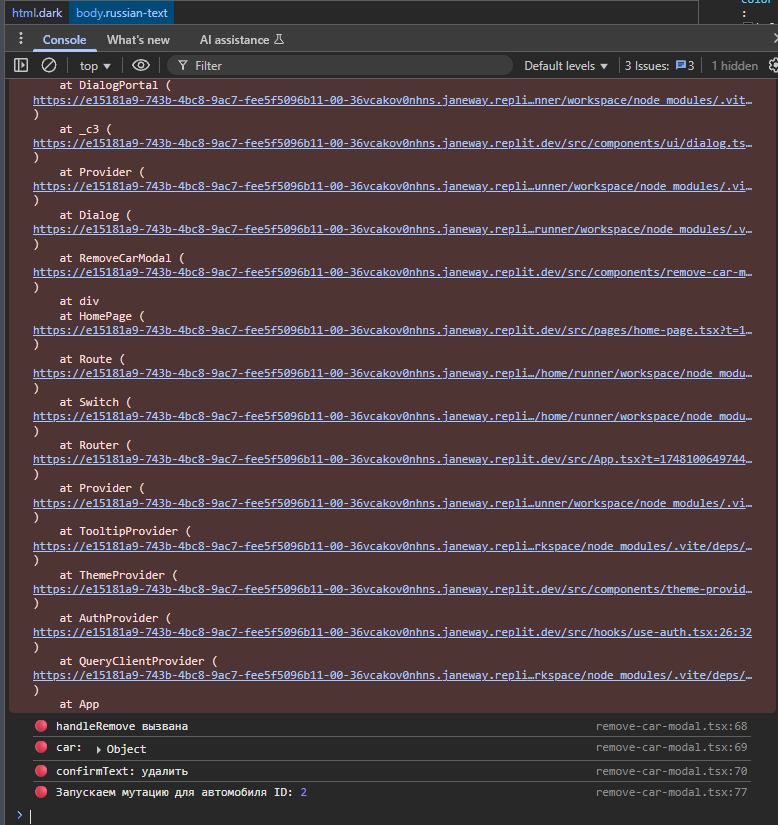 html.dark body.russian-text
color
:
Console What's new AI assistance
top ▼ Filter Default levels ▼ 3 Issues: 3 1 hidden
at DialogPortal (
https://e15181a9-743b-4bc8-9ac7-fee5f5096b11-00-36vcakov0nhns.janeway.repli…nner/workspace/node_modules/.vit…
)
at _c3 (
https://e15181a9-743b-4bc8-9ac7-fee5f5096b11-00-36vcakov0nhns.janeway.replit.dev/src/components/ui/dialog.ts…
)
at Provider (
https://e15181a9-743b-4bc8-9ac7-fee5f5096b11-00-36vcakov0nhns.janeway.repli…unner/workspace/node_modules/.vi…
)
at Dialog (
https://e15181a9-743b-4bc8-9ac7-fee5f5096b11-00-36vcakov0nhns.janeway.repli…runner/workspace/node_modules/.v…
)
at RemoveCarModal (
https://e15181a9-743b-4bc8-9ac7-fee5f5096b11-00-36vcakov0nhns.janeway.replit.dev/src/components/remove-car-m…
)
at div
at HomePage (
https://e15181a9-743b-4bc8-9ac7-fee5f5096b11-00-36vcakov0nhns.janeway.replit.dev/src/pages/home-page.tsx?t=1…
)
at Route (
https://e15181a9-743b-4bc8-9ac7-fee5f5096b11-00-36vcakov0nhns.janeway.repli…/home/runner/workspace/node_modu…
)
at Switch (
https://e15181a9-743b-4bc8-9ac7-fee5f5096b11-00-36vcakov0nhns.janeway.repli…/home/runner/workspace/node_modu…
)
at Router (
https://e15181a9-743b-4bc8-9ac7-fee5f5096b11-00-36vcakov0nhns.janeway.replit.dev/src/App.tsx?t=1748100649744…
)
at Provider (
https://e15181a9-743b-4bc8-9ac7-fee5f5096b11-00-36vcakov0nhns.janeway.repli…unner/workspace/node_modules/.vi…
)
at TooltipProvider (
https://e15181a9-743b-4bc8-9ac7-fee5f5096b11-00-36vcakov0nhns.janeway.repli…rkspace/node_modules/.vite/deps/…
)
at ThemeProvider (
https://e15181a9-743b-4bc8-9ac7-fee5f5096b11-00-36vcakov0nhns.janeway.replit.dev/src/components/theme-provid…
)
at AuthProvider (
https://e15181a9-743b-4bc8-9ac7-fee5f5096b11-00-36vcakov0nhns.janeway.replit.dev/src/hooks/use-auth.tsx:26:32
)
at QueryClientProvider (
https://e15181a9-743b-4bc8-9ac7-fee5f5096b11-00-36vcakov0nhns.janeway.repli…rkspace/node_modules/.vite/deps/…
)
at App
handleRemove вызвана remove-car-modal.tsx:68
car: ▶ Object remove-car-modal.tsx:69
confirmText: удалить remove-car-modal.tsx:70
Запускаем мутацию для автомобиля ID: 2 remove-car-modal.tsx:77
>